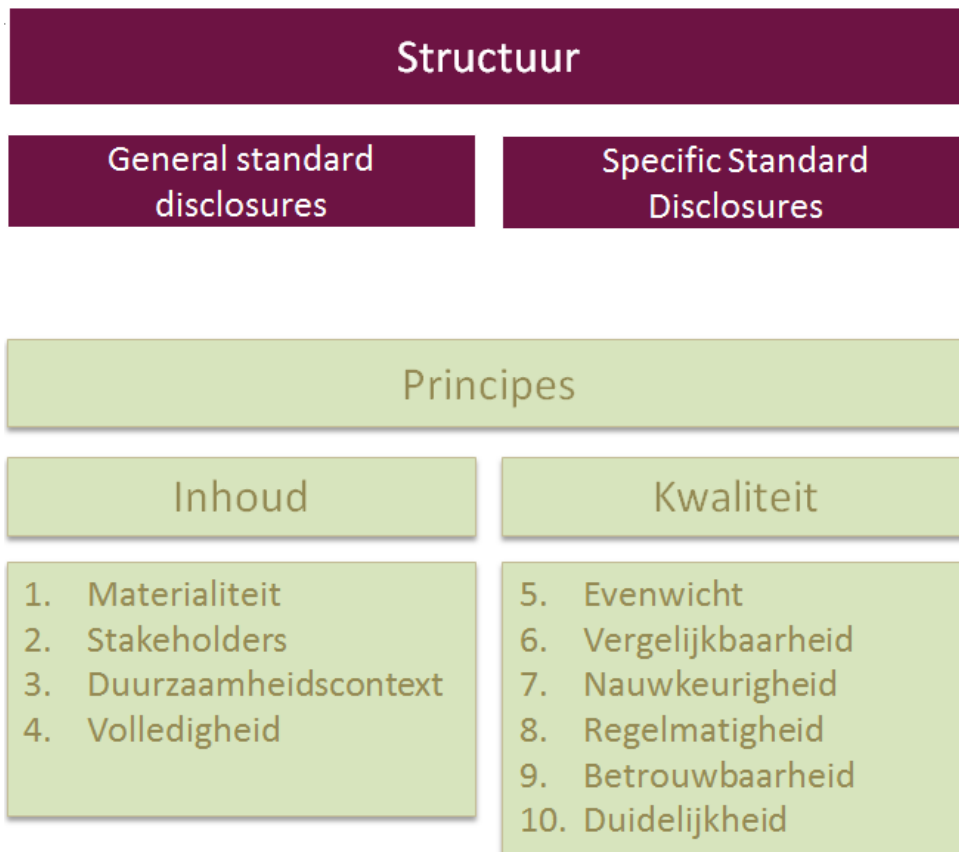 Structuur
General standard
disclosures
Specific Standard
Disclosures
Principes
Inhoud
Kwaliteit
1. Materialiteit
2. Stakeholders
3. Duurzaamheidscontext
4. Volledigheid
5. Evenwicht
6. Vergelijkbaarheid
7. Nauwkeurigheid
8. Regelmatigheid
9. Betrouwbaarheid
10. Duidelijkheid